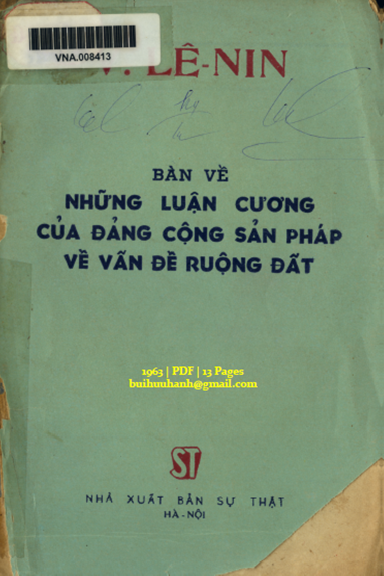 VNA.008413
LÊ-NIN
BÀN VỀ
NHỮNG LUẬN CƯƠNG
CỦA ĐẢNG CỘNG SẢN PHÁP
VỀ VẤN ĐỀ RUỘNG ĐẤT
1963 | PDF | 13 Pages
buihuuhanh@gmail.com
ST
NHÀ XUẤT BẢN SỰ THẬT
HÀ-NỘI